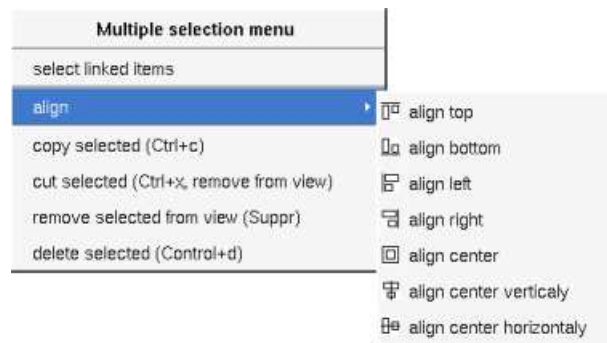 Multiple selection menu
select linked items
align
copy selected (Ctrl+c)
cut selected (Ctrl+x, remove from view)
remove selected from view (Suppr)
delete selected (Control+d)
align top
align bottom
align left
align right
align center
align center verticaly
align center horizontaly